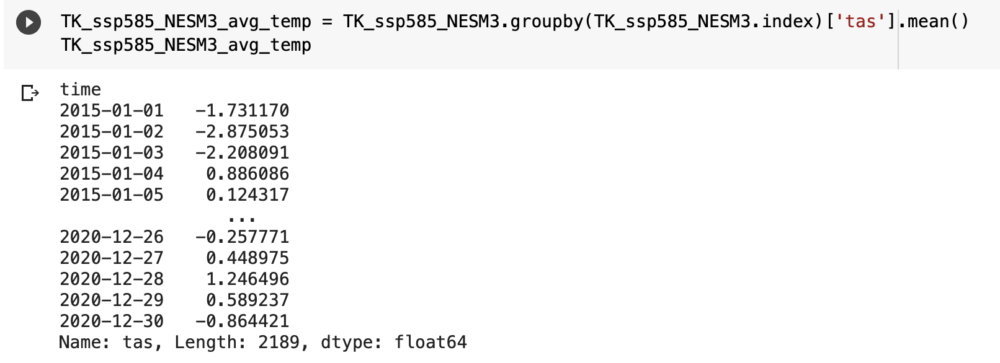 TK_ssp585_NESM3_avg_temp = TK_ssp585_NESM3.groupby(TK_ssp585_NESM3.index)['tas'].mean()
TK_ssp585_NESM3_avg_temp
time
2015-01-01   -1.731170
2015-01-02   -2.875053
2015-01-03   -2.208091
2015-01-04    0.886086
2015-01-05    0.124317
                ...
2020-12-26   -0.257771
2020-12-27    0.448975
2020-12-28    1.246496
2020-12-29    0.589237
2020-12-30   -0.864421
Name: tas, Length: 2189, dtype: float64